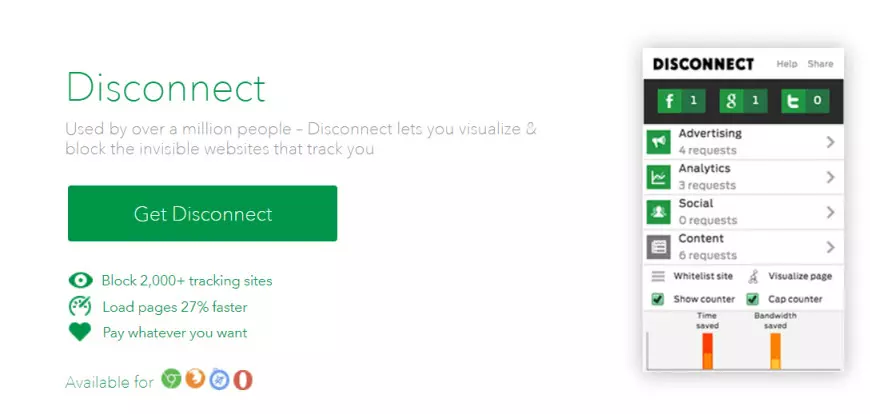 Disconnect
Used by over a million people – Disconnect lets you visualize &
block the invisible websites that track you
Get Disconnect
Block 2,000+ tracking sites
Load pages 27% faster
Pay whatever you want
Available for
DISCONNECT Help Share
f 1 g 1 t 0
Advertising
4 requests
Analytics
3 requests
Social
0 requests
Content
6 requests
Whitelist site Visualize page
Show counter Cap counter
Time saved Bandwidth saved